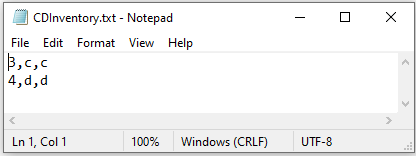 CDInventory.txt - Notepad
File Edit Format View Help
3,c,c
4,d,d
Ln 1, Col 1 100% Windows (CRLF) UTF-8